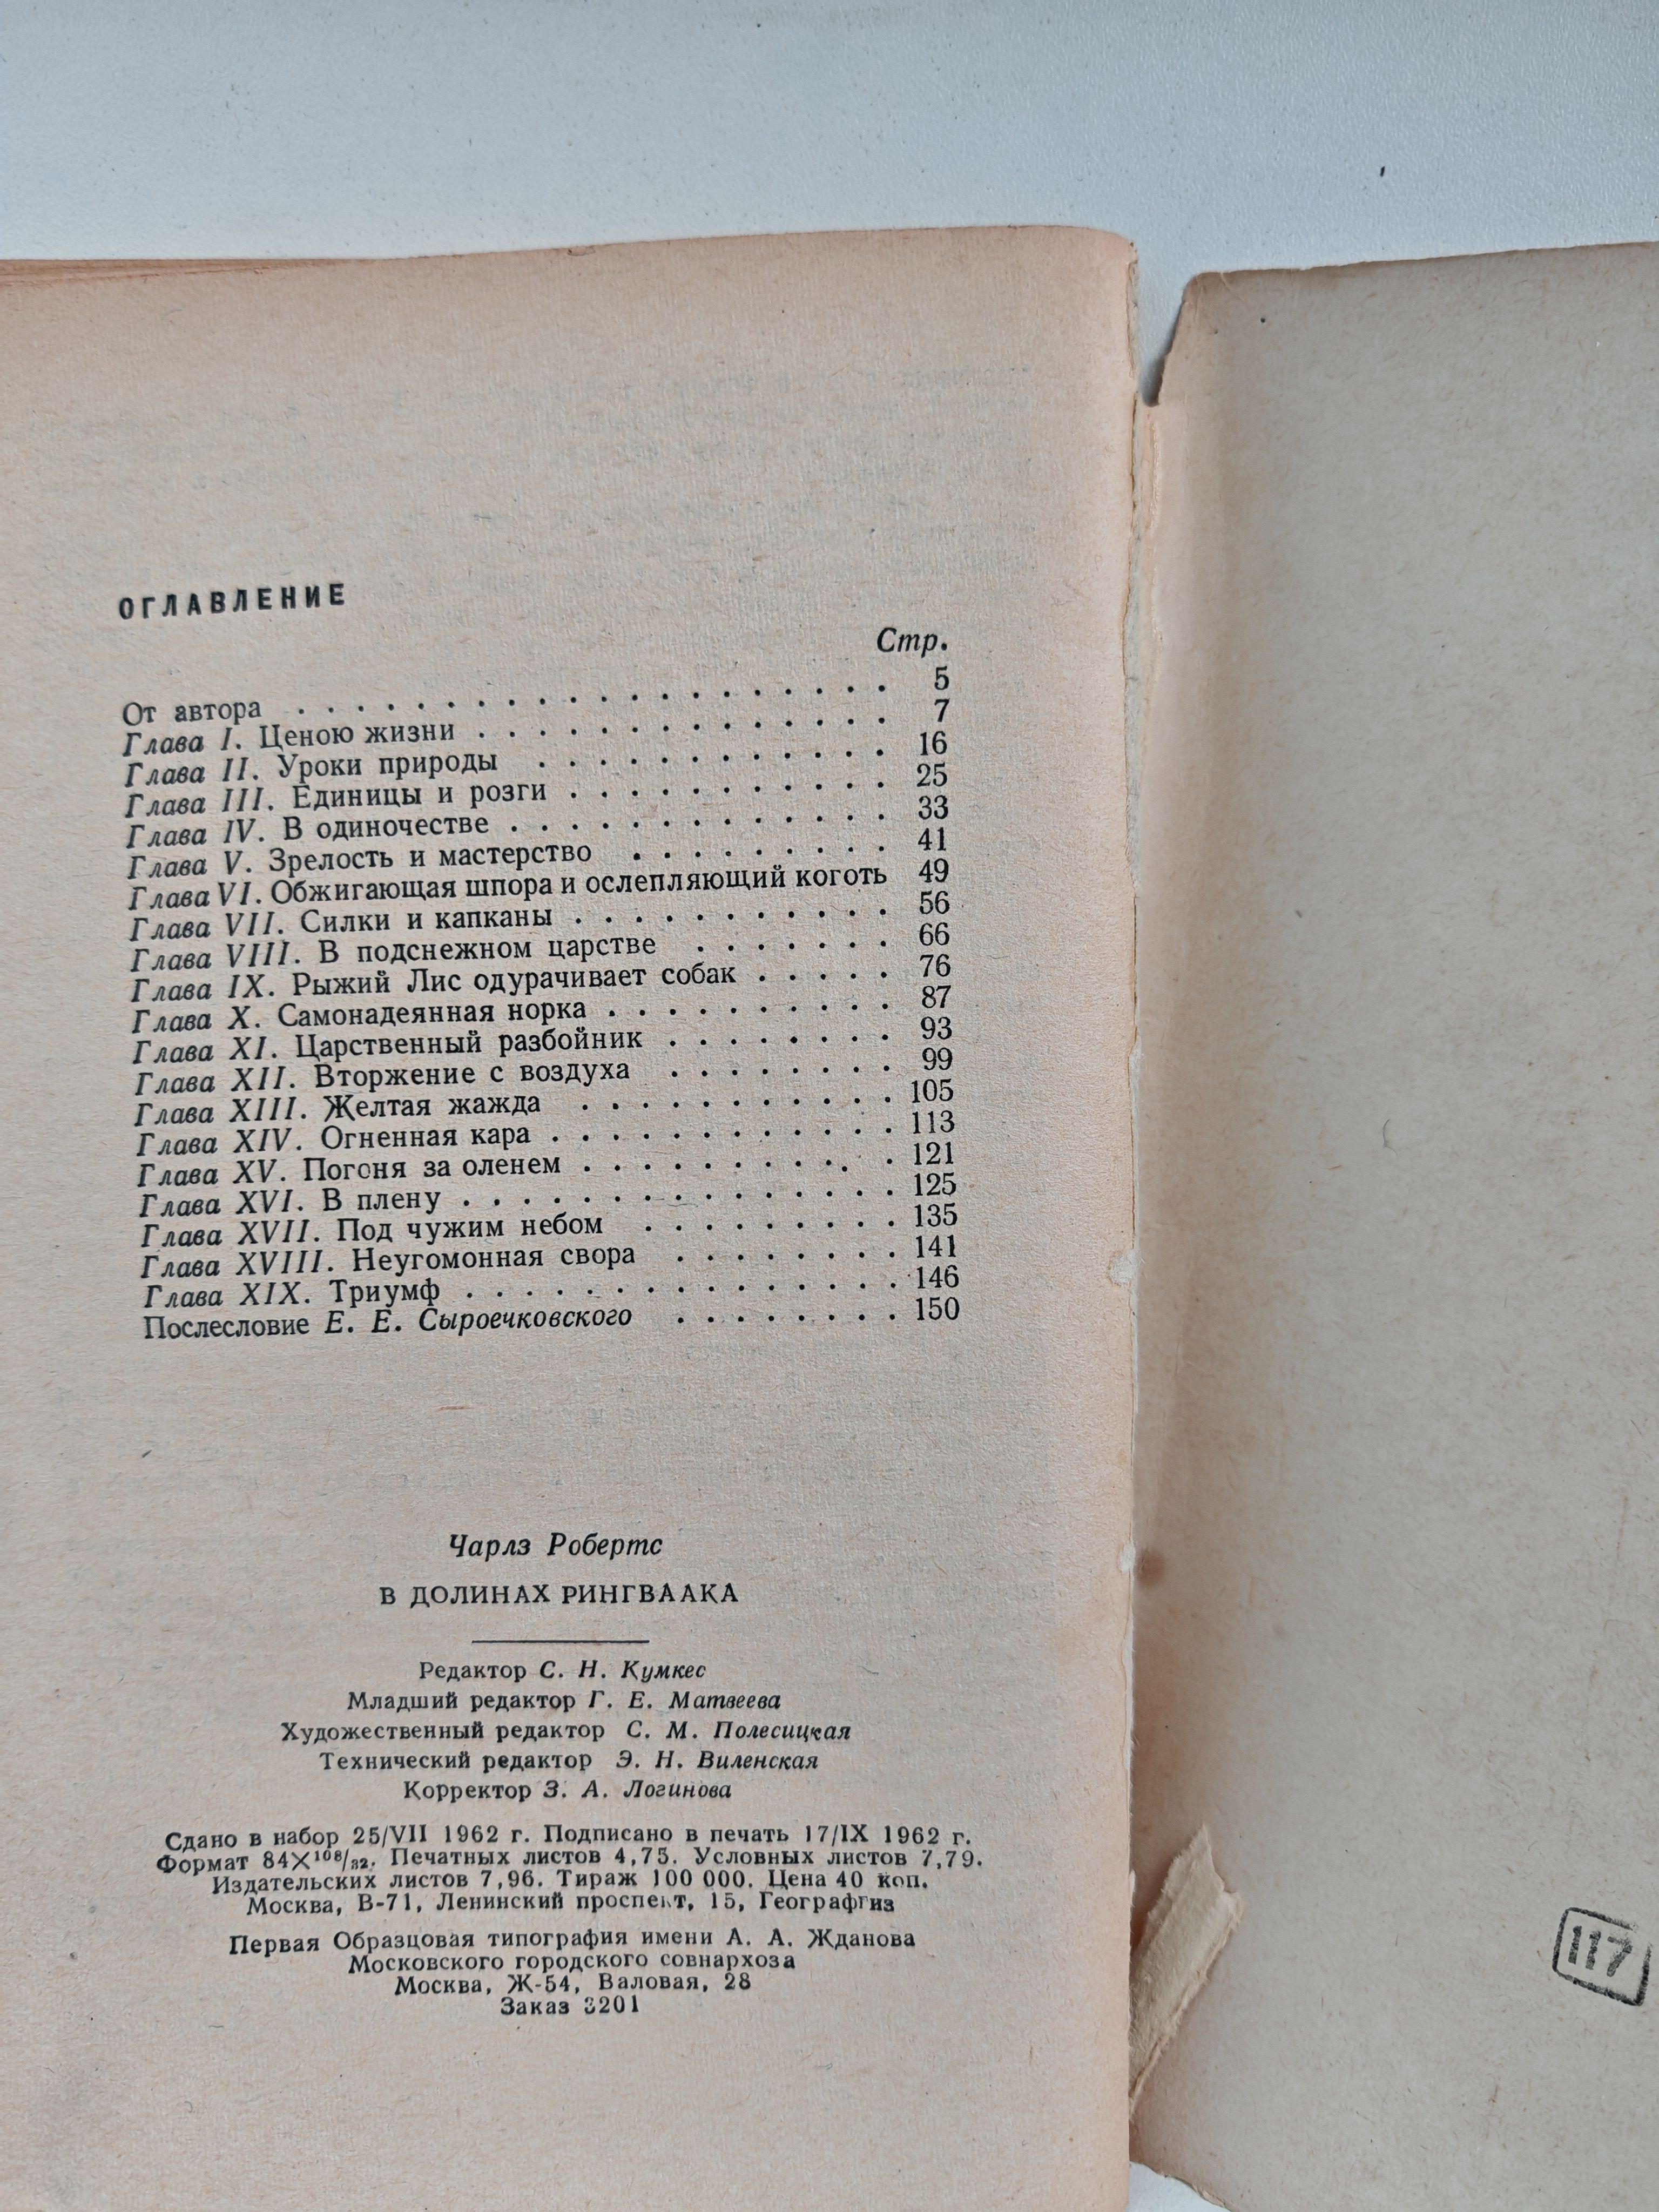 ОГЛАВЛЕНИЕ
Стр.
От автора . . . . . . . . . . . . . . . . . . . . 5
Глава I. Ценою жизни . . . . . . . . . . . . . . 7
Глава II. Уроки природы . . . . . . . . . . . . 16
Глава III. Единицы и розги . . . . . . . . . . . 25
Глава IV. В одиночестве . . . . . . . . . . . . . 33
Глава V. Зрелость и мастерство . . . . . . . . . 41
Глава VI. Обжигающая шпора и ослепляющий коготь 49
Глава VII. Силки и капканы . . . . . . . . . . . 56
Глава VIII. В подснежном царстве . . . . . . . 66
Глава IX. Рыжий Лис одурачивает собак . . . . . 76
Глава X. Самонадеянная норка . . . . . . . . . . 87
Глава XI. Царственный разбойник . . . . . . . . 93
Глава XII. Вторжение с воздуха . . . . . . . . 99
Глава XIII. Желтая жажда . . . . . . . . . . . 105
Глава XIV. Огненная кара . . . . . . . . . . . . 113
Глава XV. Погоня за оленем . . . . . . . . . . . 121
Глава XVI. В плену . . . . . . . . . . . . . . . 125
Глава XVII. Под чужим небом . . . . . . . . . 135
Глава XVIII. Неугомонная свора . . . . . . . . 141
Глава XIX. Триумф . . . . . . . . . . . . . . . 146
Послесловие Е. Е. Сыроечковского . . . . . . . . 150
Чарлз Робертс
В ДОЛИНАХ РИНГВААКА
Редактор С. Н. Кумкес
Младший редактор Г. Е. Матвеева
Художественный редактор С. М. Полесицкая
Технический редактор Э. Н. Виленская
Корректор З. А. Логинова
Сдано в набор 25/VII 1962 г. Подписано в печать 17/IX 1962 г.
Формат 84×108/32. Печатных листов 4,75. Условных листов 7,79.
Издательских листов 7,96. Тираж 100 000. Цена 40 коп.
Москва, В-71, Ленинский проспект, 15, Географгиз
Первая Образцовая типография имени А. А. Жданова
Московского городского совнархоза
Москва, Ж-54, Валовая, 28
Заказ 3201
117